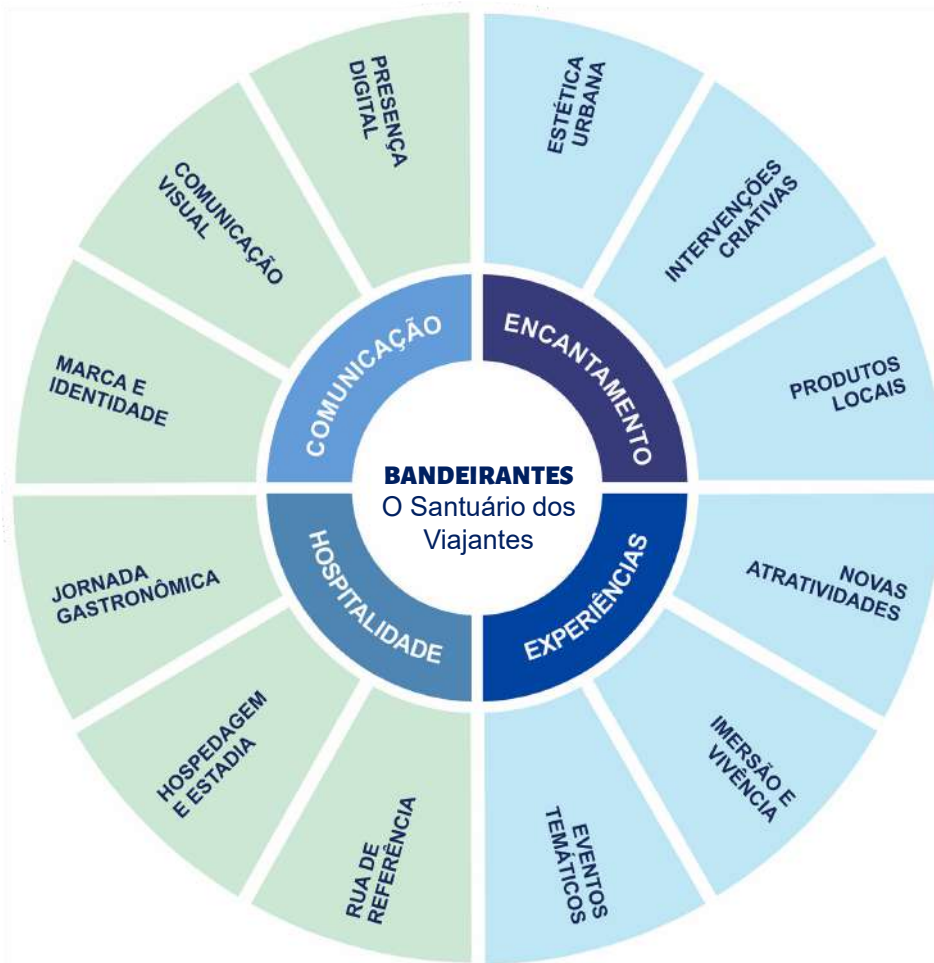 PRESENÇA
DIGITAL
ESTÉTICA
URBANA
COMUNICAÇÃO
VISUAL
INTERVENÇÕES
CRIATIVAS
MARCA E
IDENTIDADE
PRODUTOS
LOCAIS
COMUNICAÇÃO
ENCANTAMENTO
BANDEIRANTES
O Santuário dos
Viajantes
HOSPITALIDADE
EXPERIÊNCIAS
JORNADA
GASTRONÔMICA
NOVAS
ATRATIVIDADES
HOSPEDAGEM
E ESTADIA
IMERSÃO E
VIVÊNCIA
RUA DE
REFERÊNCIA
EVENTOS
TEMÁTICOS